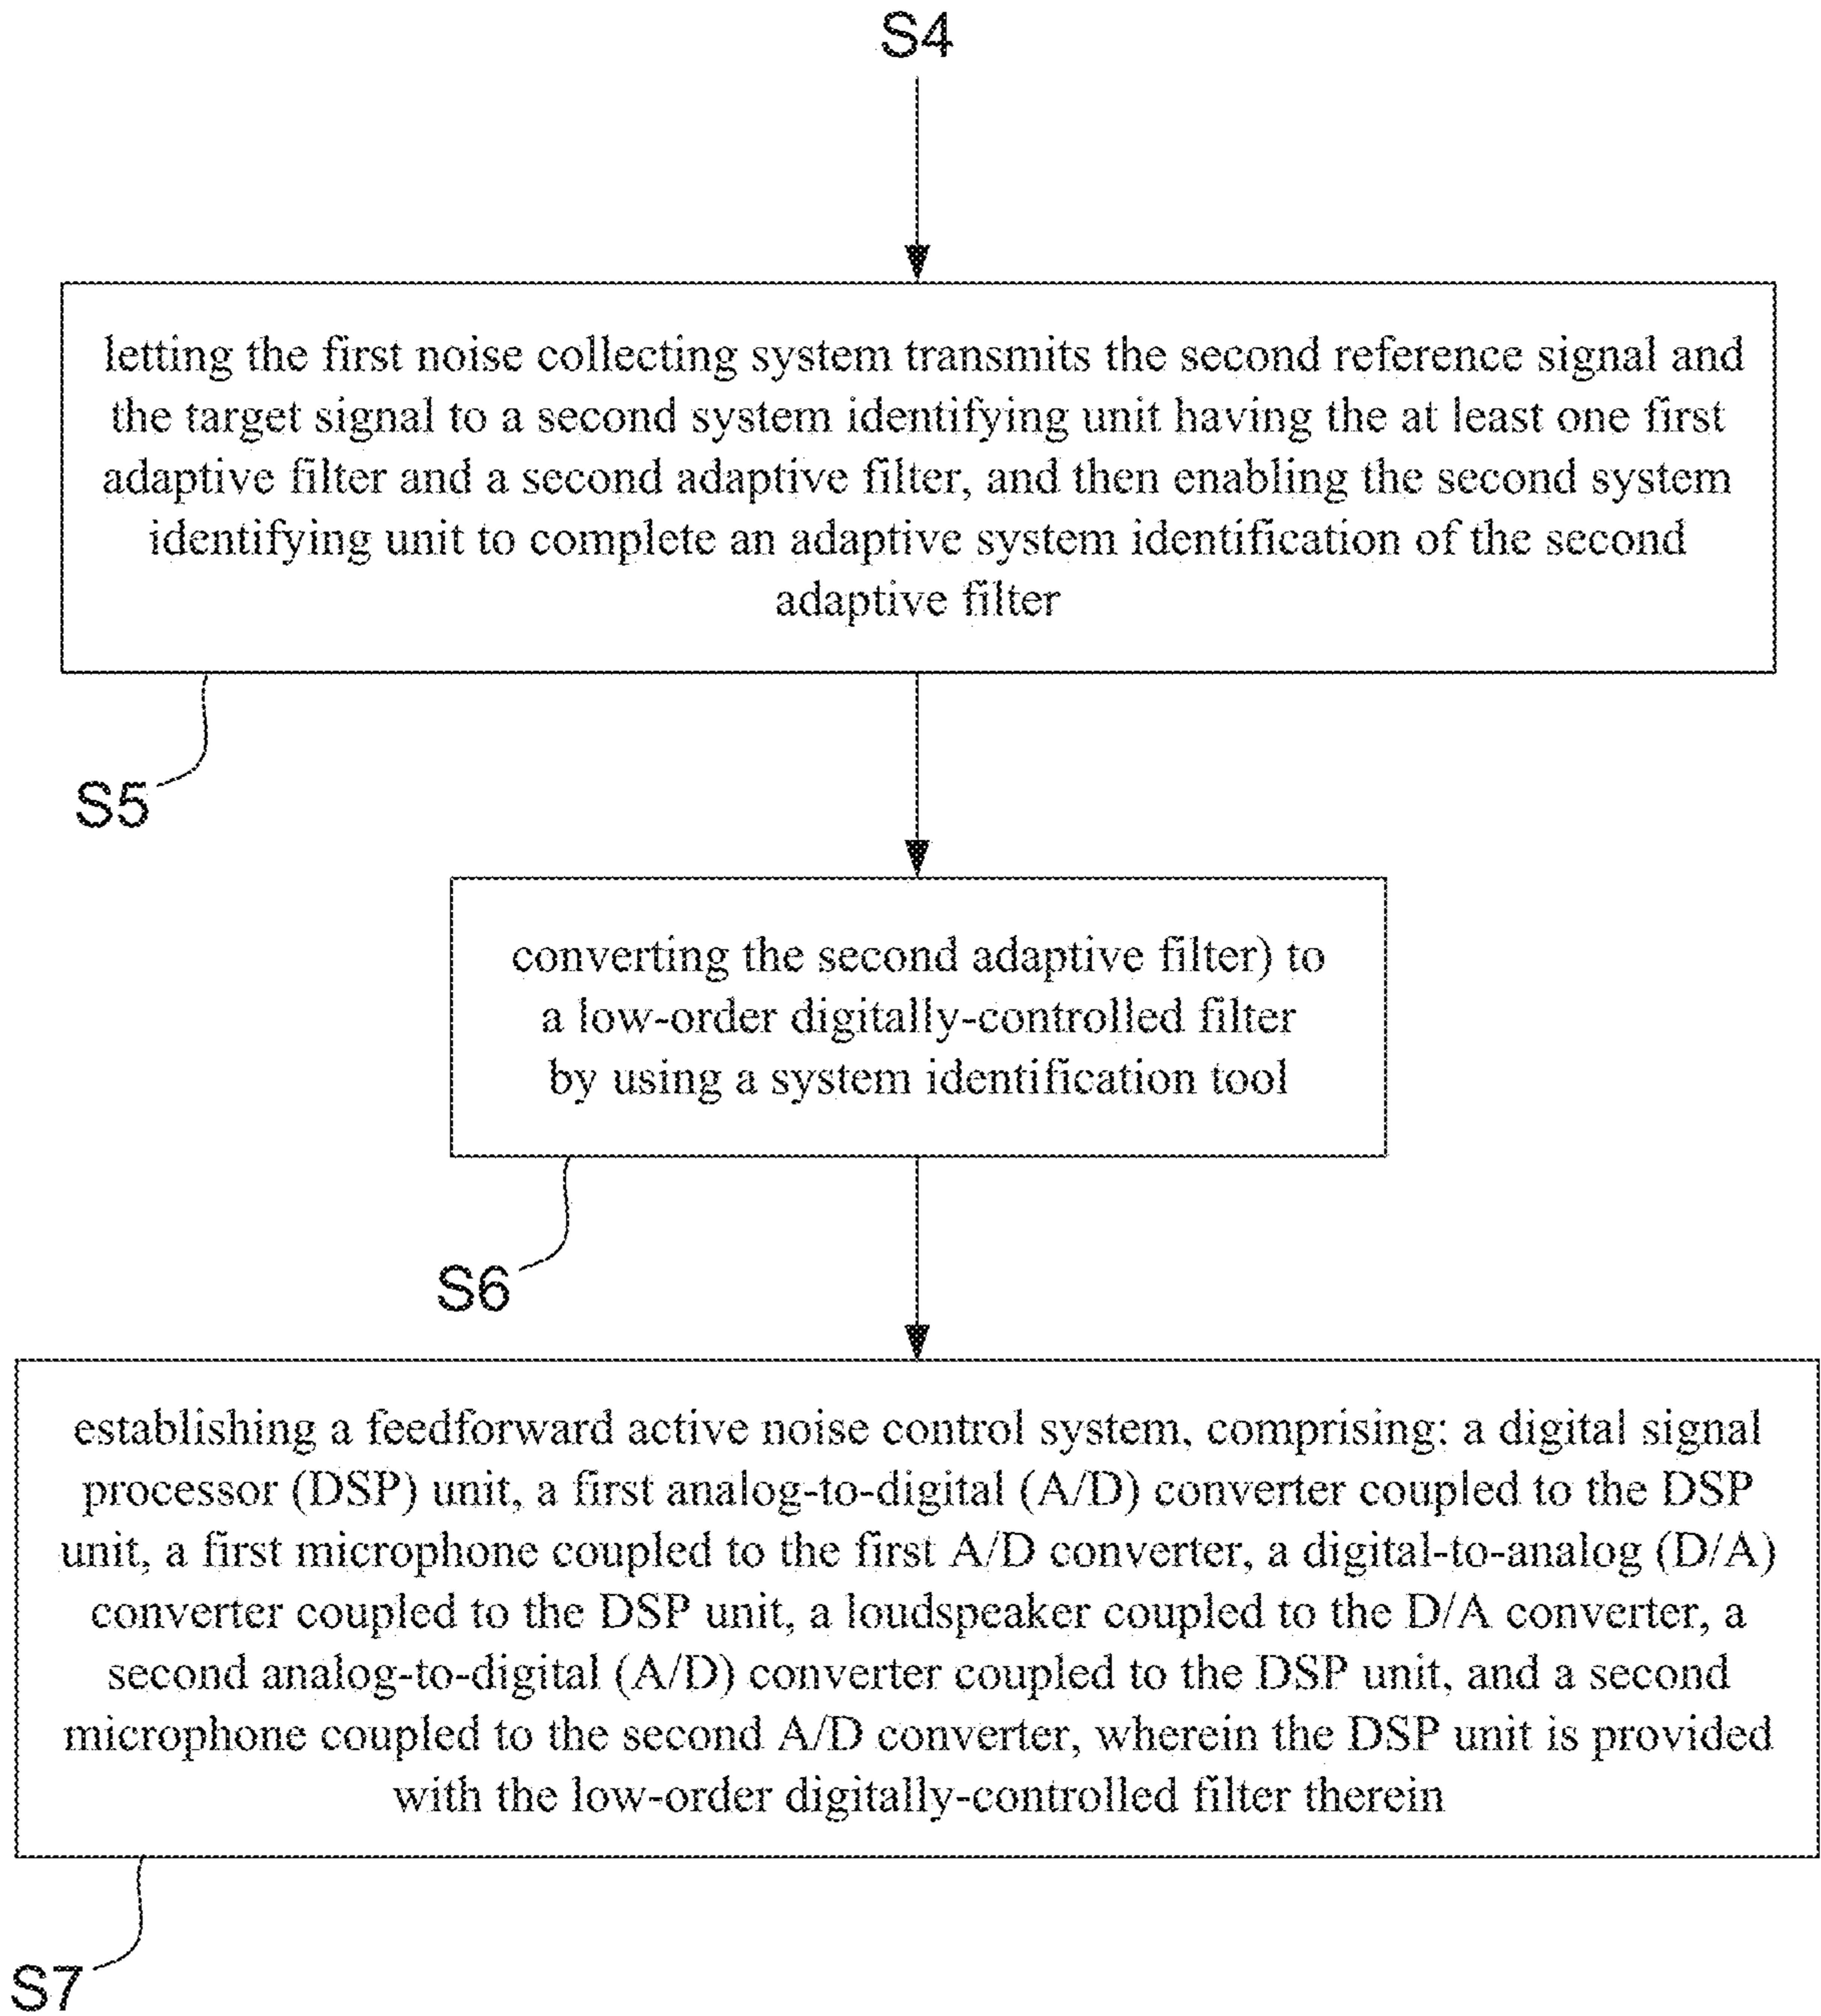 S4
letting the first noise collecting system transmits the second reference signal and
the target signal to a second system identifying unit having the at least one first
adaptive filter and a second adaptive filter, and then enabling the second system
identifying unit to complete an adaptive system identification of the second
adaptive filter
S5
converting the second adaptive filter) to
a low-order digitally-controlled filter
by using a system identification tool
S6
establishing a feedforward active noise control system, comprising: a digital signal
processor (DSP) unit, a first analog-to-digital (A/D) converter coupled to the DSP
unit, a first microphone coupled to the first A/D converter, a digital-to-analog (D/A)
converter coupled to the DSP unit, a loudspeaker coupled to the D/A converter, a
second analog-to-digital (A/D) converter coupled to the DSP unit, and a second
microphone coupled to the second A/D converter, wherein the DSP unit is provided
with the low-order digitally-controlled filter therein
S7